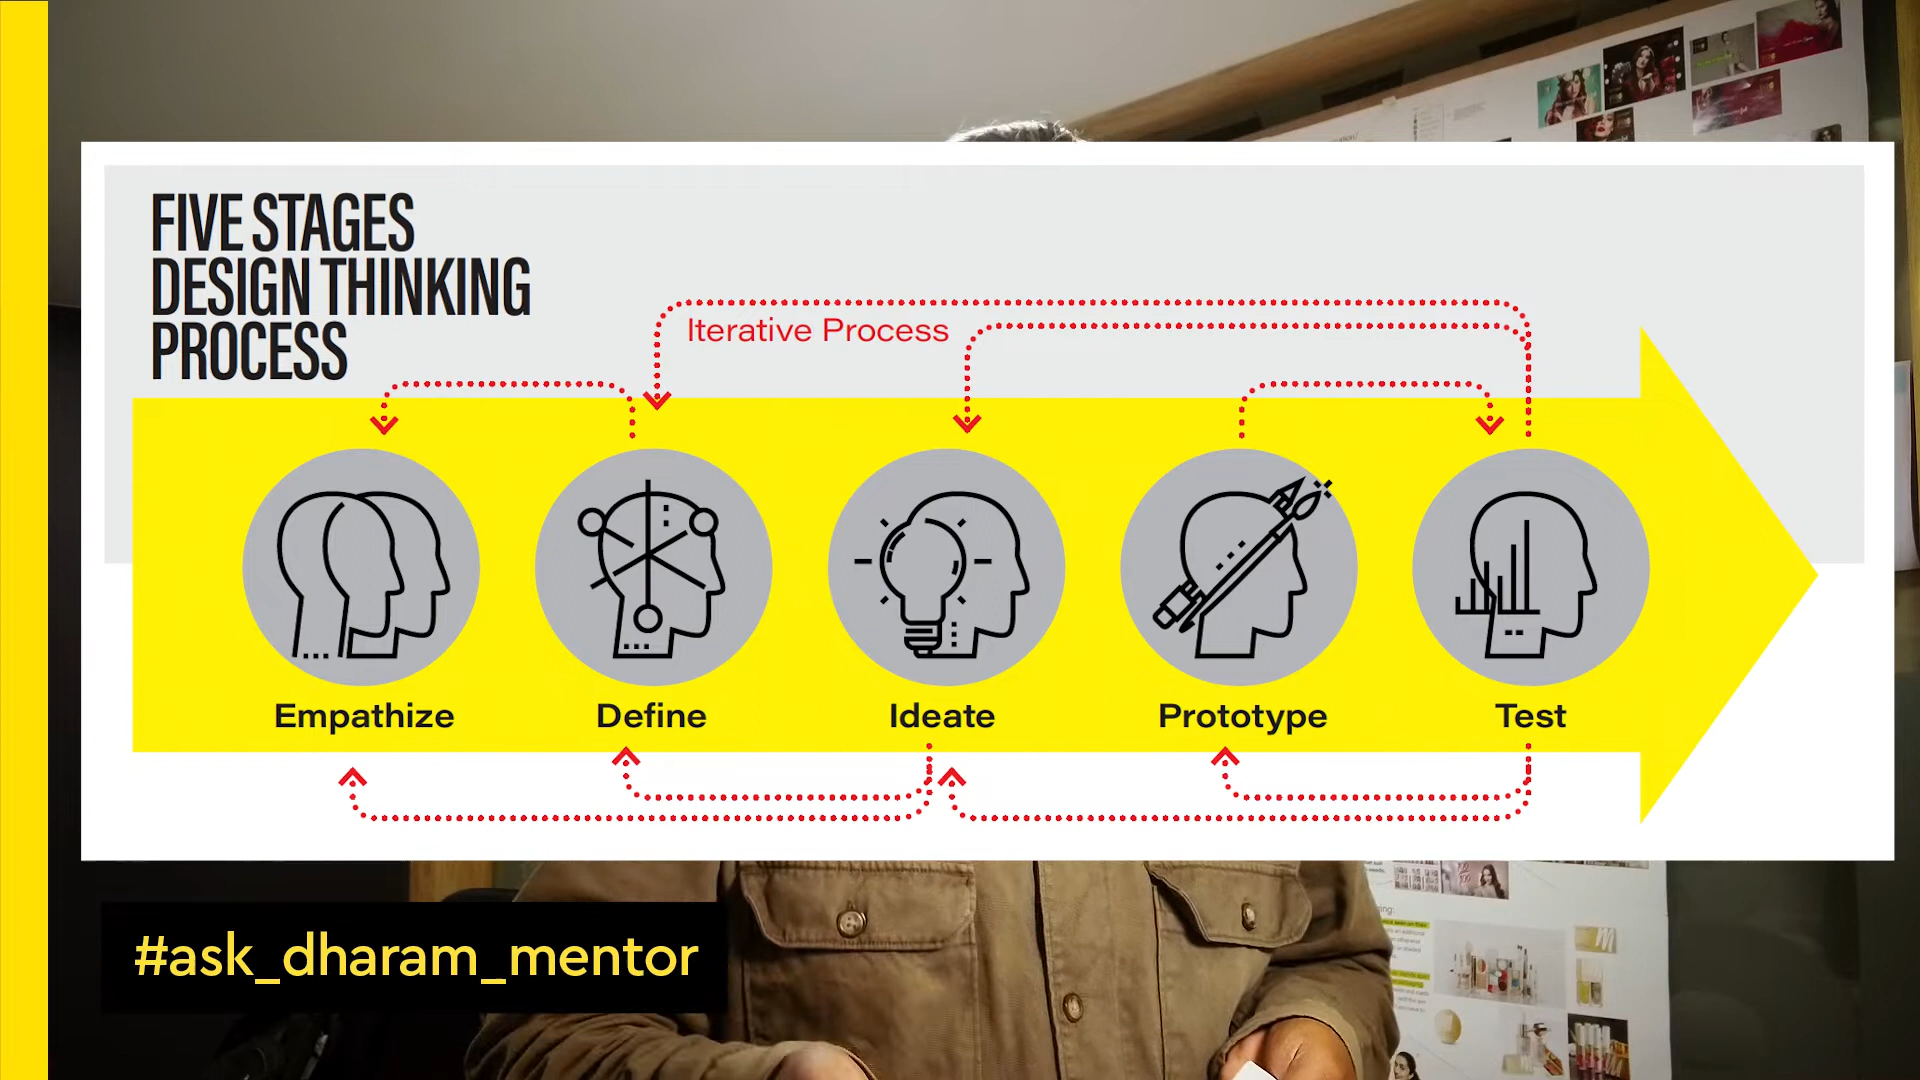 FIVE STAGES
DESIGN THINKING
PROCESS
Iterative Process
Empathize
Define
Ideate
Prototype
Test
#ask_dharam_mentor